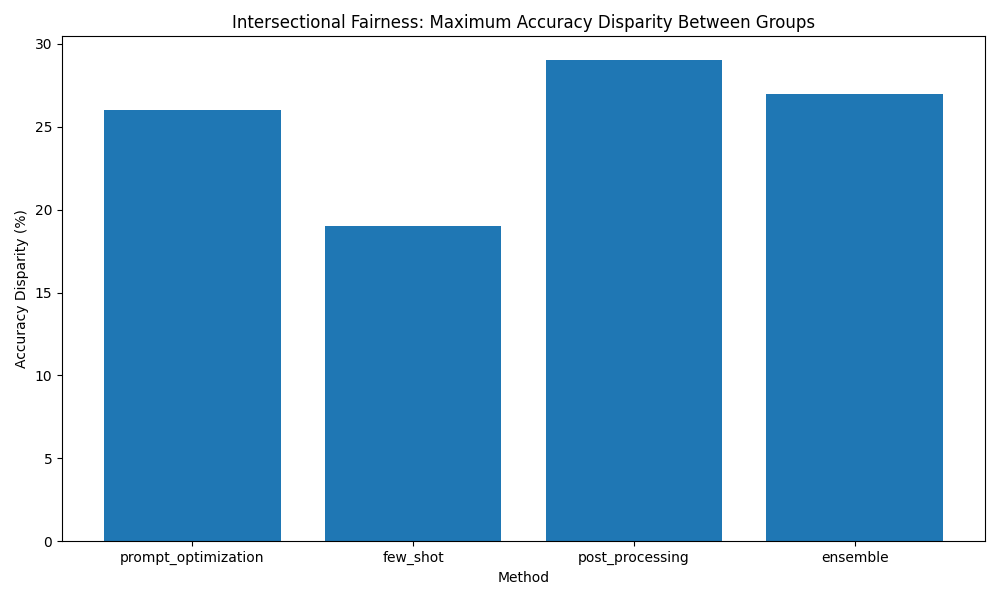 Intersectional Fairness: Maximum Accuracy Disparity Between Groups
30
25
20
15
10
5
0
Accuracy Disparity (%)
prompt_optimization few_shot post_processing ensemble
Method